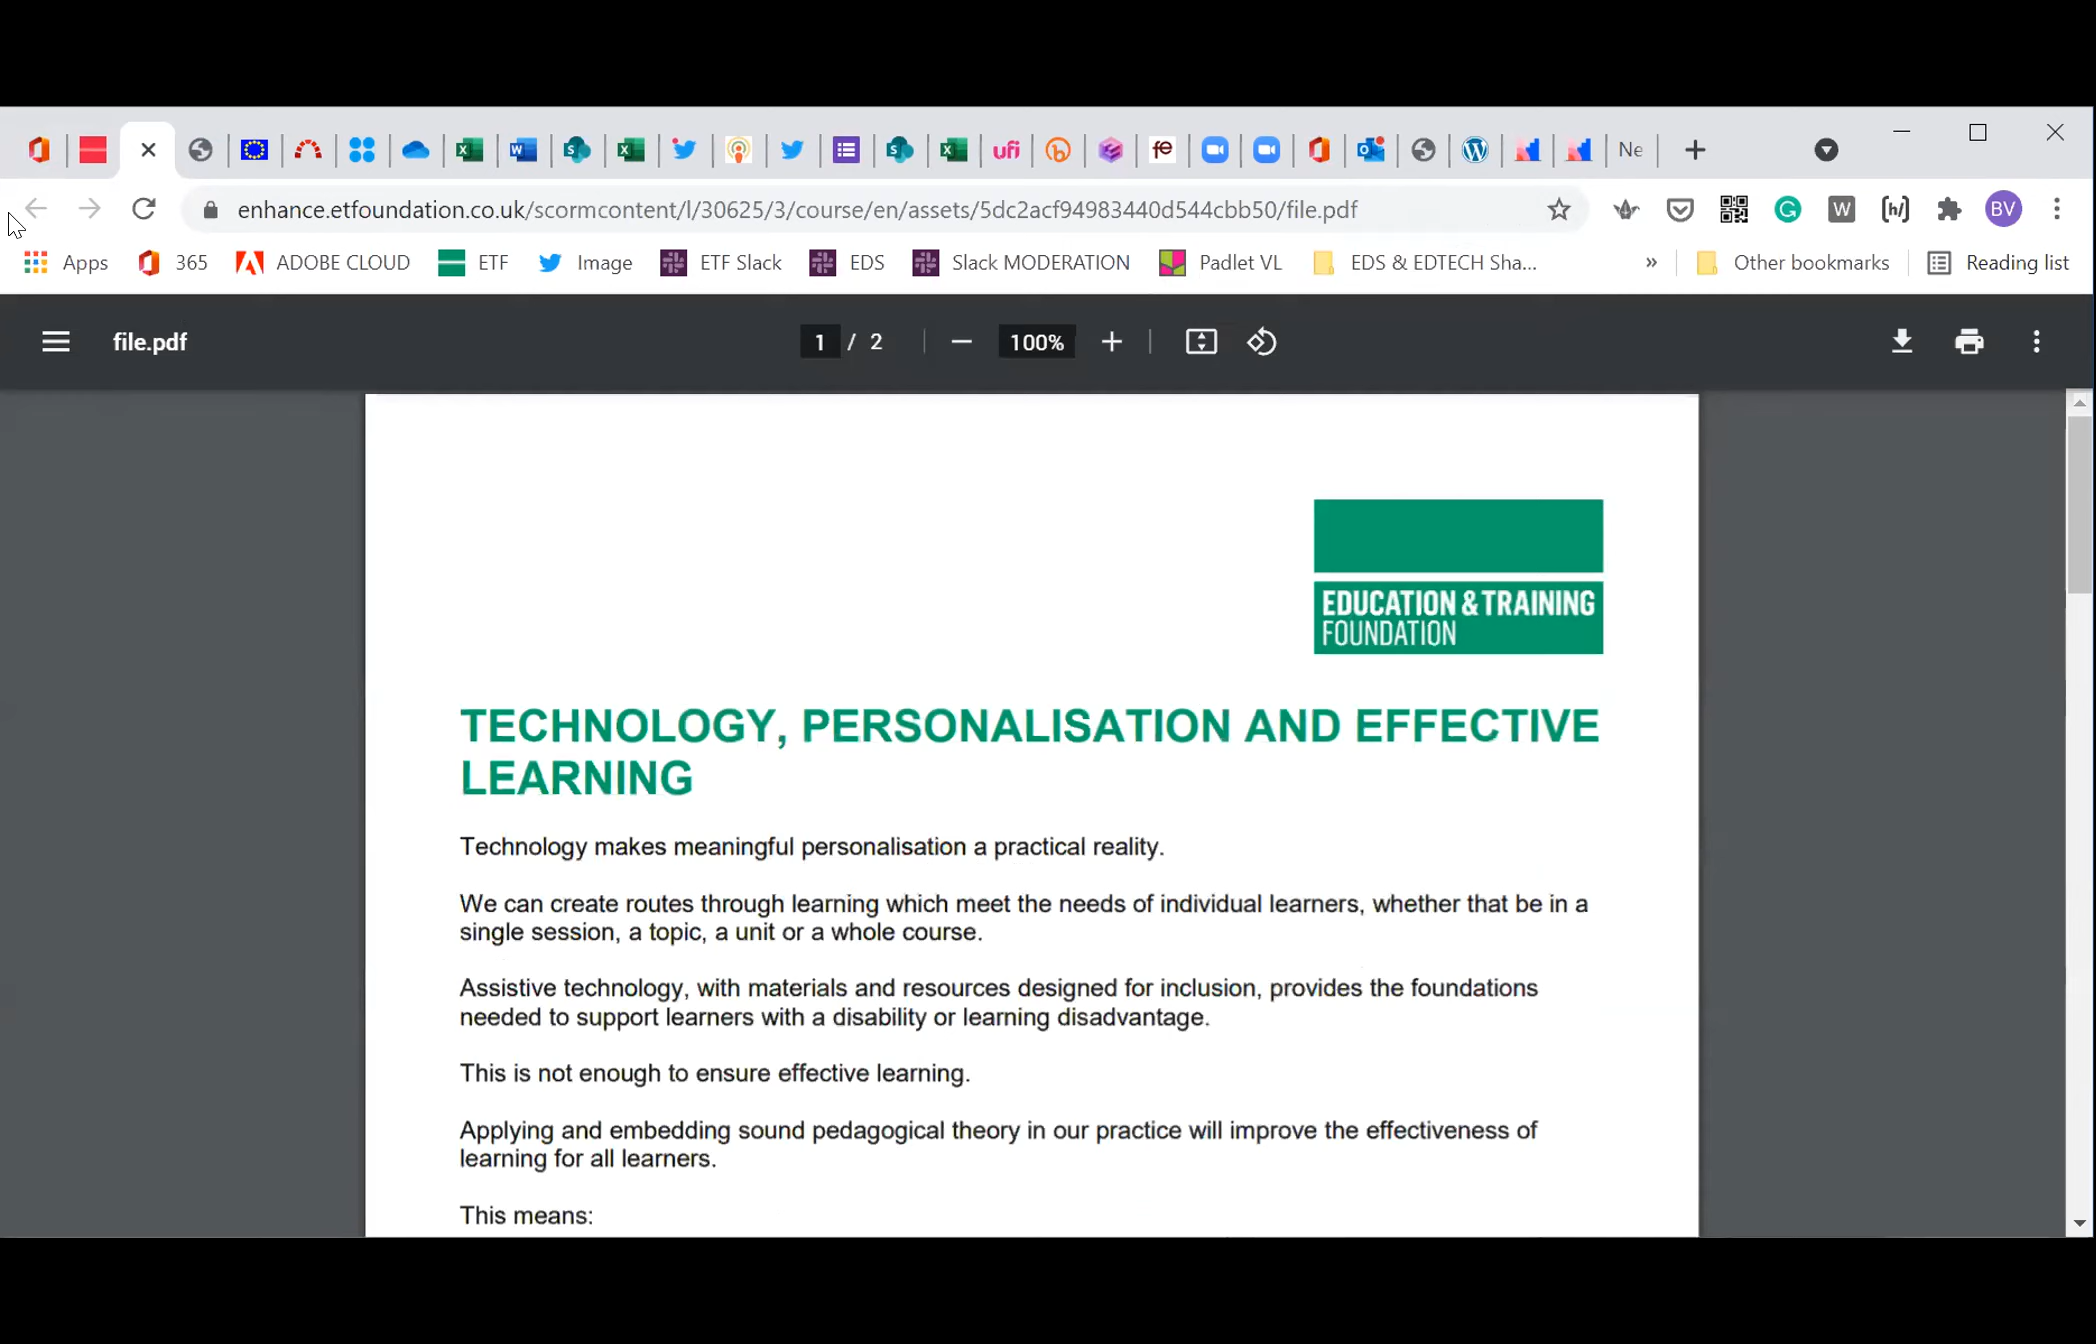 ufi
fe
Ne
enhance.etfoundation.co.uk/scormcontent/l/30625/3/course/en/assets/5dc2acf94983440d544cbb50/file.pdf
W
[h/]
BV
Apps
365
ADOBE CLOUD
ETF
Image
ETF Slack
EDS
Slack MODERATION
Padlet VL
EDS & EDTECH Sha...
»
Other bookmarks
Reading list
file.pdf
1 / 2
100%
EDUCATION & TRAINING
FOUNDATION
TECHNOLOGY, PERSONALISATION AND EFFECTIVE
LEARNING
Technology makes meaningful personalisation a practical reality.
We can create routes through learning which meet the needs of individual learners, whether that be in a
single session, a topic, a unit or a whole course.
Assistive technology, with materials and resources designed for inclusion, provides the foundations
needed to support learners with a disability or learning disadvantage.
This is not enough to ensure effective learning.
Applying and embedding sound pedagogical theory in our practice will improve the effectiveness of
learning for all learners.
This means: